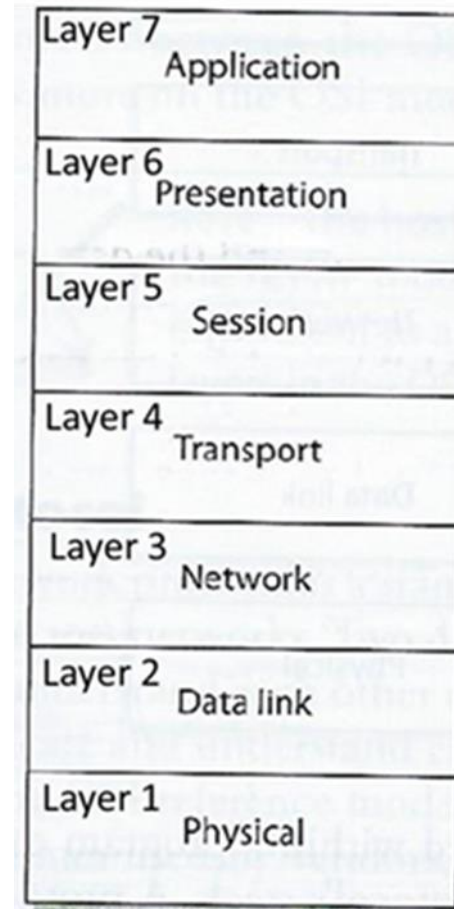 Layer 7
Application
Layer 6
Presentation
Layer 5
Session
Layer 4
Transport
Layer 3
Network
Layer 2
Data link
Layer 1
Physical